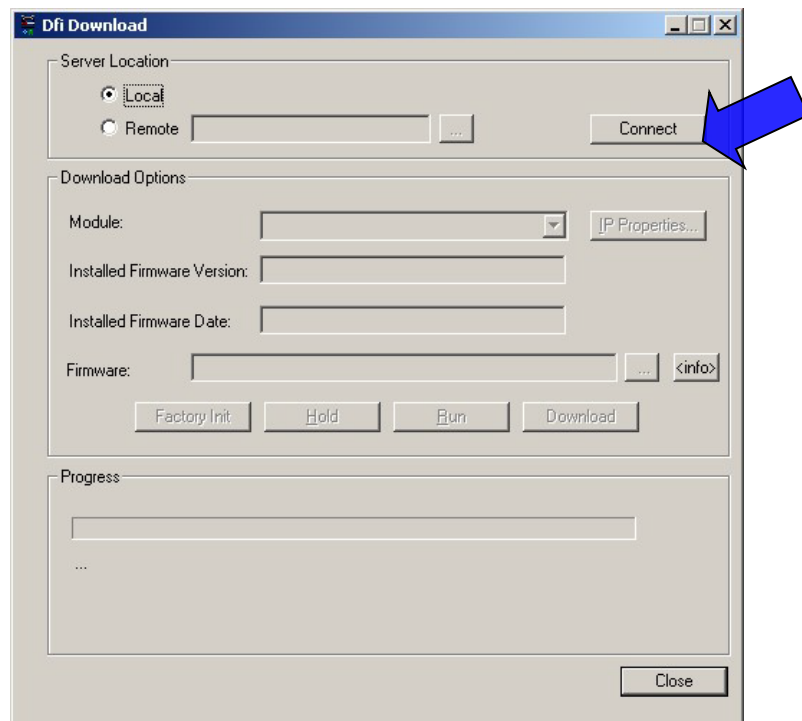 Dfi Download
Server Location
Local
Remote ... Connect
Download Options
Module: IP Properties...
Installed Firmware Version:
Installed Firmware Date:
Firmware: ... <info>
Factory Init Hold Run Download
Progress
...
Close